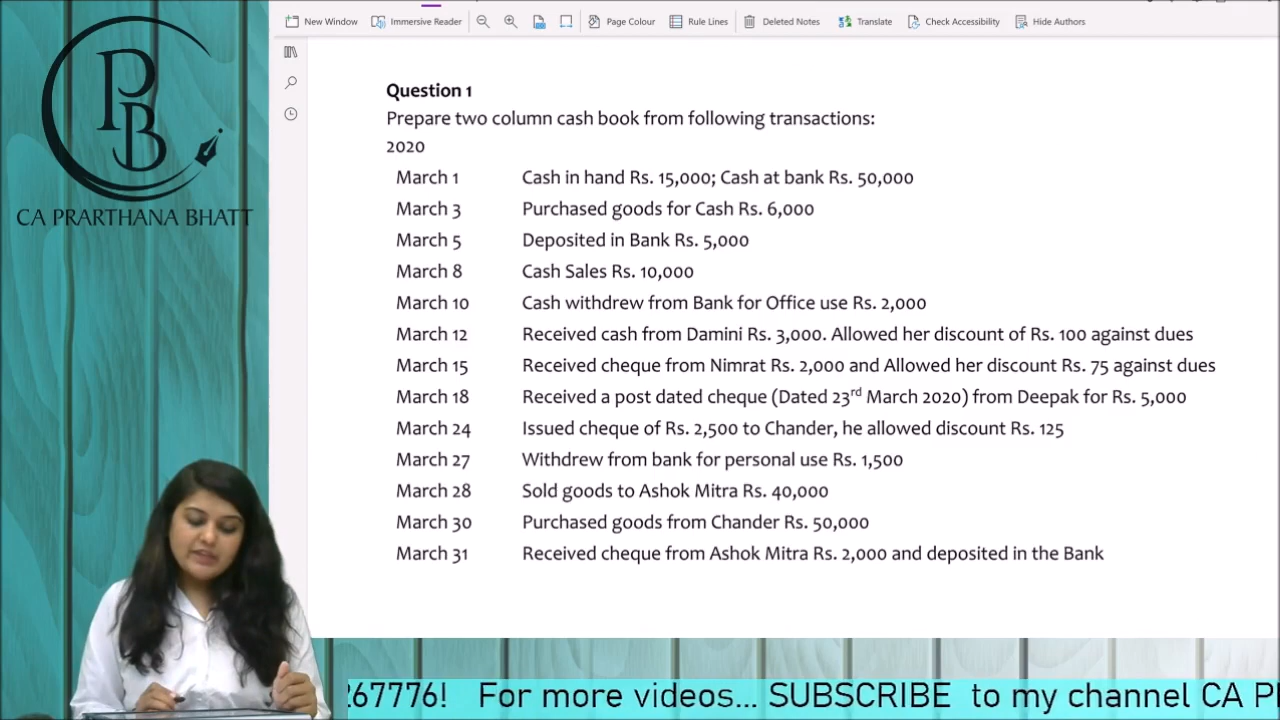 New Window Immersive Reader Page Colour Rule Lines Deleted Notes Translate Check Accessibility Hide Authors
PB
CA PRARTHANA BHATT
Question 1
Prepare two column cash book from following transactions:
2020
March 1 Cash in hand Rs. 15,000; Cash at bank Rs. 50,000
March 3 Purchased goods for Cash Rs. 6,000
March 5 Deposited in Bank Rs. 5,000
March 8 Cash Sales Rs. 10,000
March 10 Cash withdrew from Bank for Office use Rs. 2,000
March 12 Received cash from Damini Rs. 3,000. Allowed her discount of Rs. 100 against dues
March 15 Received cheque from Nimrat Rs. 2,000 and Allowed her discount Rs. 75 against dues
March 18 Received a post dated cheque (Dated 23rd March 2020) from Deepak for Rs. 5,000
March 24 Issued cheque of Rs. 2,500 to Chander, he allowed discount Rs. 125
March 27 Withdrew from bank for personal use Rs. 1,500
March 28 Sold goods to Ashok Mitra Rs. 40,000
March 30 Purchased goods from Chander Rs. 50,000
March 31 Received cheque from Ashok Mitra Rs. 2,000 and deposited in the Bank
267776! For more videos... SUBSCRIBE to my channel CA P